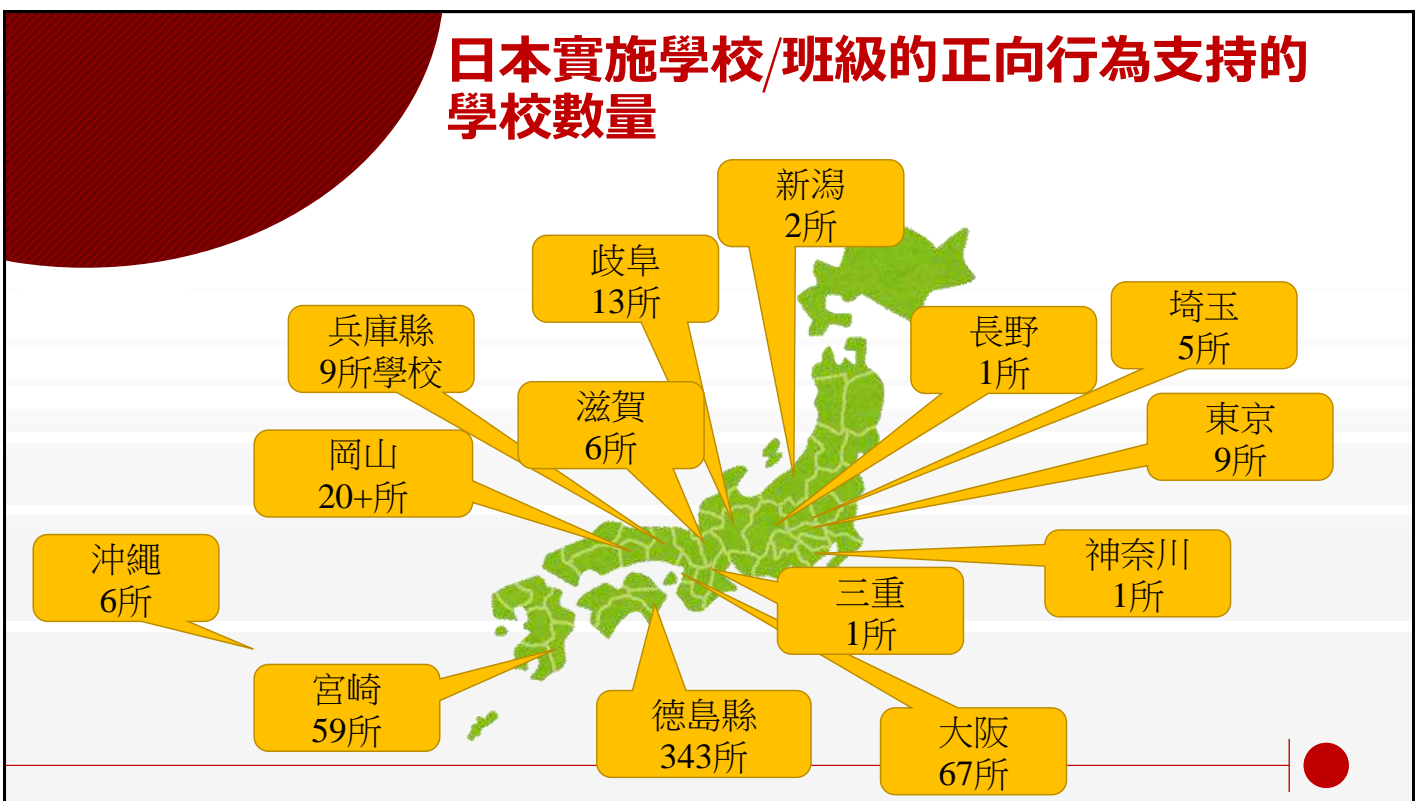 日本實施學校/班級的正向行為支持的
學校數量
新潟
2所
歧阜
13所
兵庫縣
9所學校
長野
1所
埼玉
5所
滋賀
6所
東京
9所
岡山
20+所
沖繩
6所
神奈川
1所
三重
1所
宮崎
59所
德島縣
343所
大阪
67所